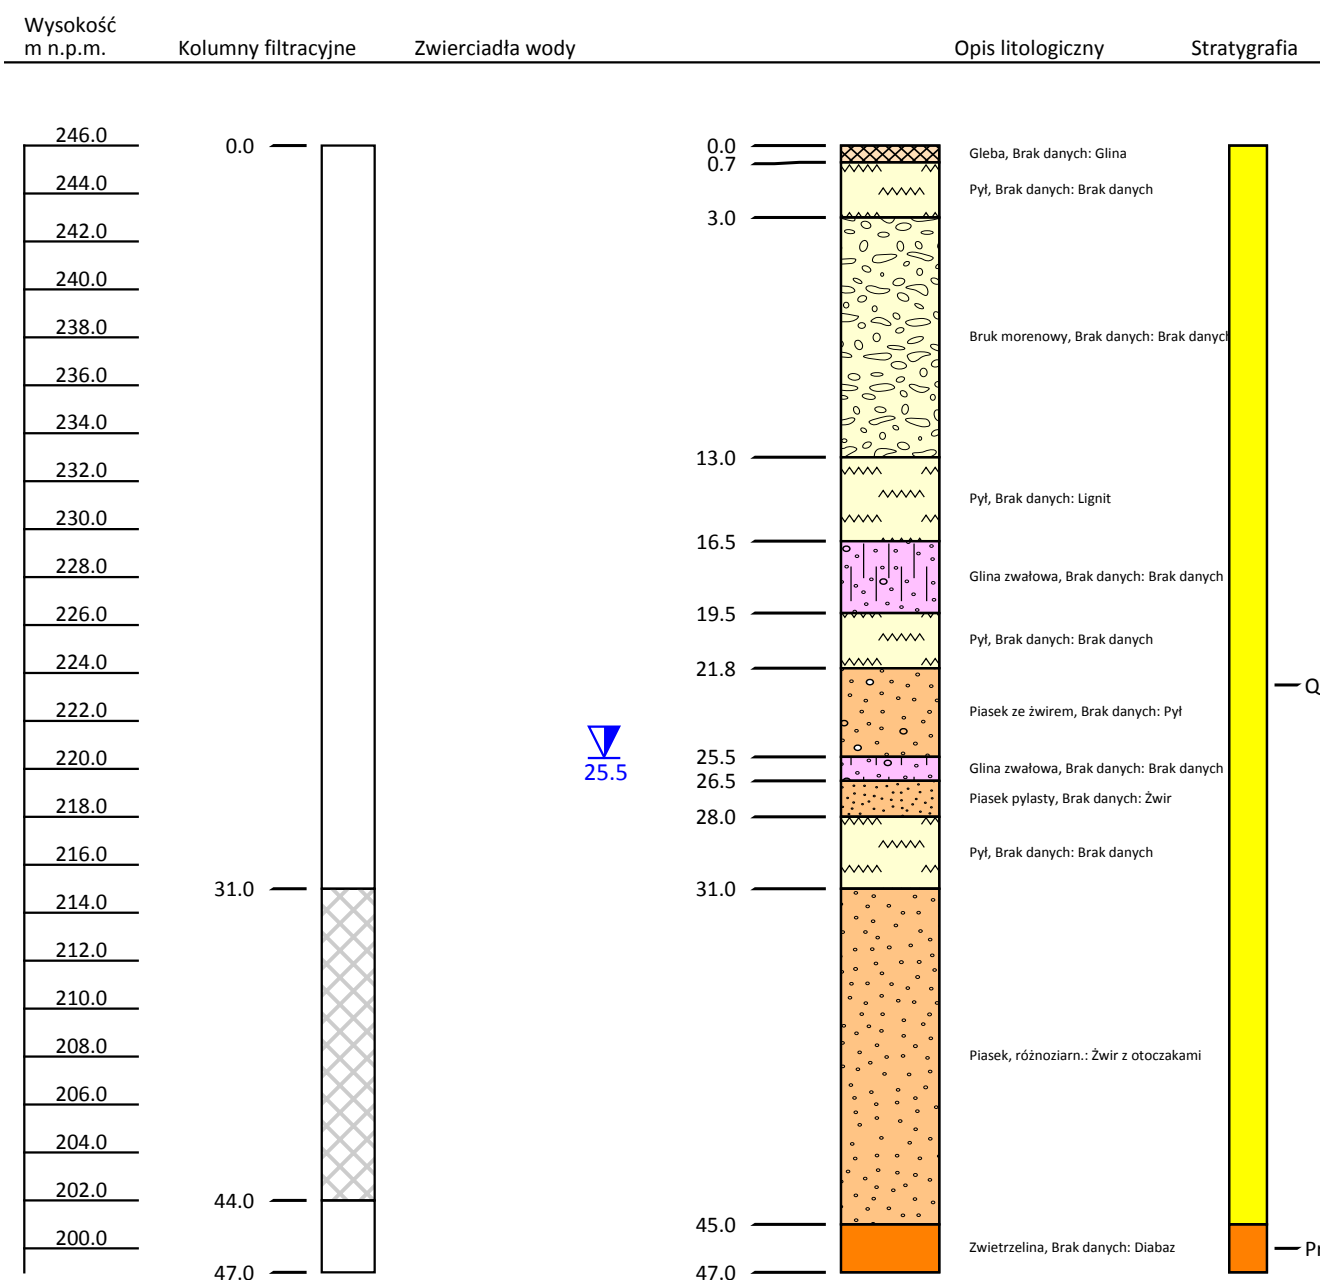 Wysokość
m n.p.m.
Kolumny filtracyjne
Zwierciadła wody
Opis litologiczny
Stratygrafia
246.0
244.0
242.0
240.0
238.0
236.0
234.0
232.0
230.0
228.0
226.0
224.0
222.0
220.0
218.0
216.0
214.0
212.0
210.0
208.0
206.0
204.0
202.0
200.0
0.0
31.0
44.0
47.0
25.5
0.0
0.7
3.0
13.0
16.5
19.5
21.8
25.5
26.5
28.0
31.0
45.0
47.0
Gleba, Brak danych: Glina
Pył, Brak danych: Brak danych
Bruk morenowy, Brak danych: Brak danych
Pył, Brak danych: Lignit
Glina zwałowa, Brak danych: Brak danych
Pył, Brak danych: Brak danych
Piasek ze żwirem, Brak danych: Pył
Glina zwałowa, Brak danych: Brak danych
Piasek pylasty, Brak danych: Żwir
Pył, Brak danych: Brak danych
Piasek, różnoziarn.: Żwir z otoczakami
Zwietrzelina, Brak danych: Diabaz
Q
Pr